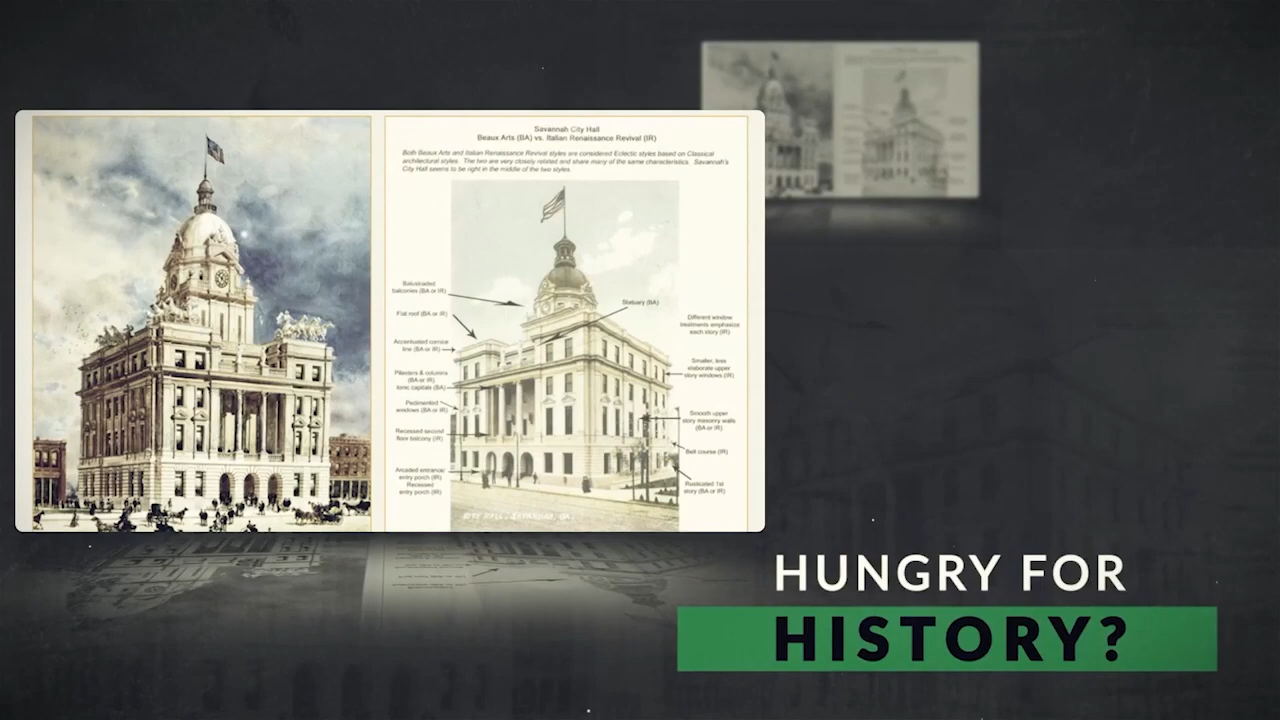 Savannah City Hall
Beaux Arts (BA) vs. Italian Renaissance Revival (IR)
Both Beaux Arts and Italian Renaissance Revival styles are considered Eclectic styles based on Classical
architectural styles. The two are very closely related and share many of the same characteristics. Savannah's
City Hall seems to be right in the middle of the two styles.
Balustraded
balconies (BA or IR)
Flat roof (BA or IR)
Accentuated cornice
line (BA or IR)
Pilasters & columns
(BA or IR)
Ionic capitals (BA)
Pedimented
windows (BA or IR)
Recessed second
floor balcony (IR)
Arcaded entrance/
entry porch (IR)
Recessed
entry porch (IR)
Statuary (BA)
Different window
treatments emphasize
each story (IR)
Smaller, less
elaborate upper
story windows (IR)
Smooth upper
story masonry walls
(BA or IR)
Belt course (IR)
Rusticated 1st
story (BA or IR)
CITY HALL, SAVANNAH, GA.
HUNGRY FOR
HISTORY?